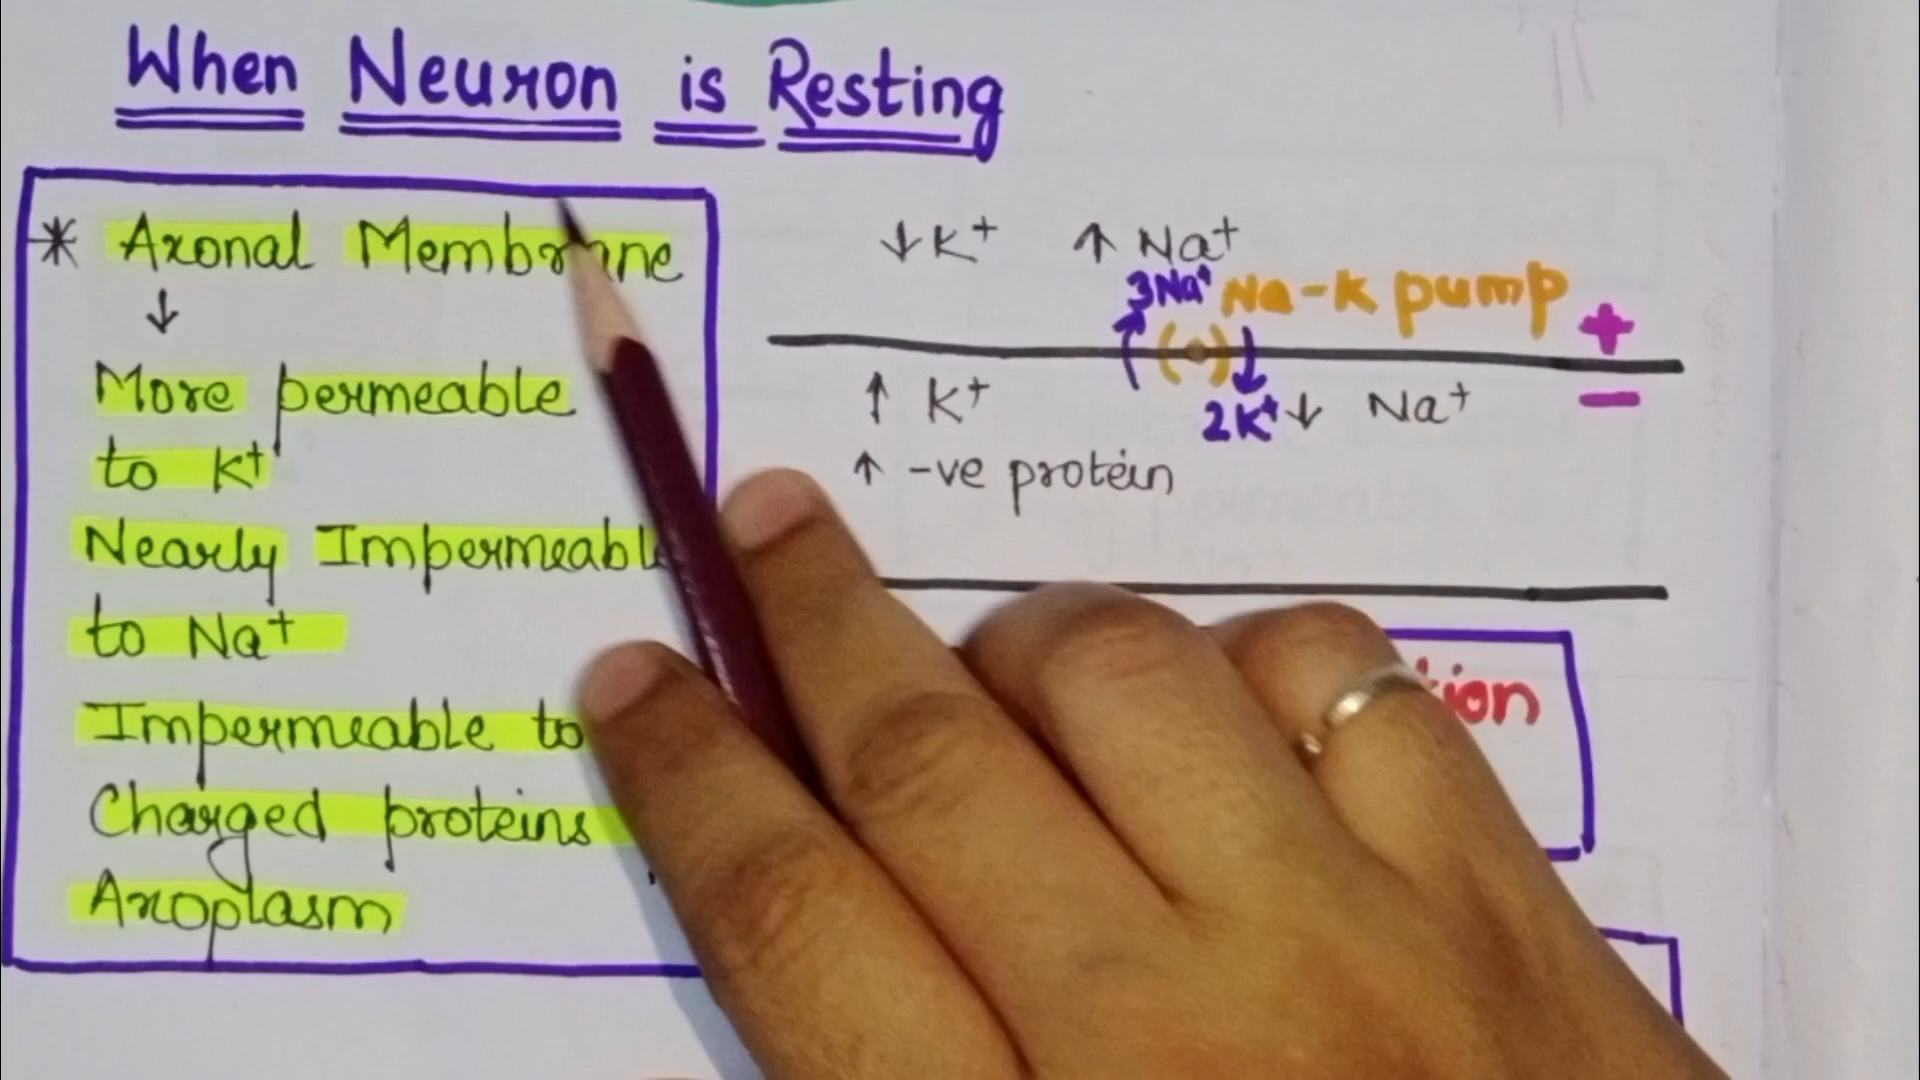 When Neuron is Resting
* Axonal Membrane
↓
More permeable
to K+
Nearly Impermeable
to Na+
Impermeable to
Charged proteins
Axoplasm
↓ K+ ↑ Na+
3Na+ Na-K pump
+
↑ K+ 2K+ ↓ Na+
−
↑ -ve protein